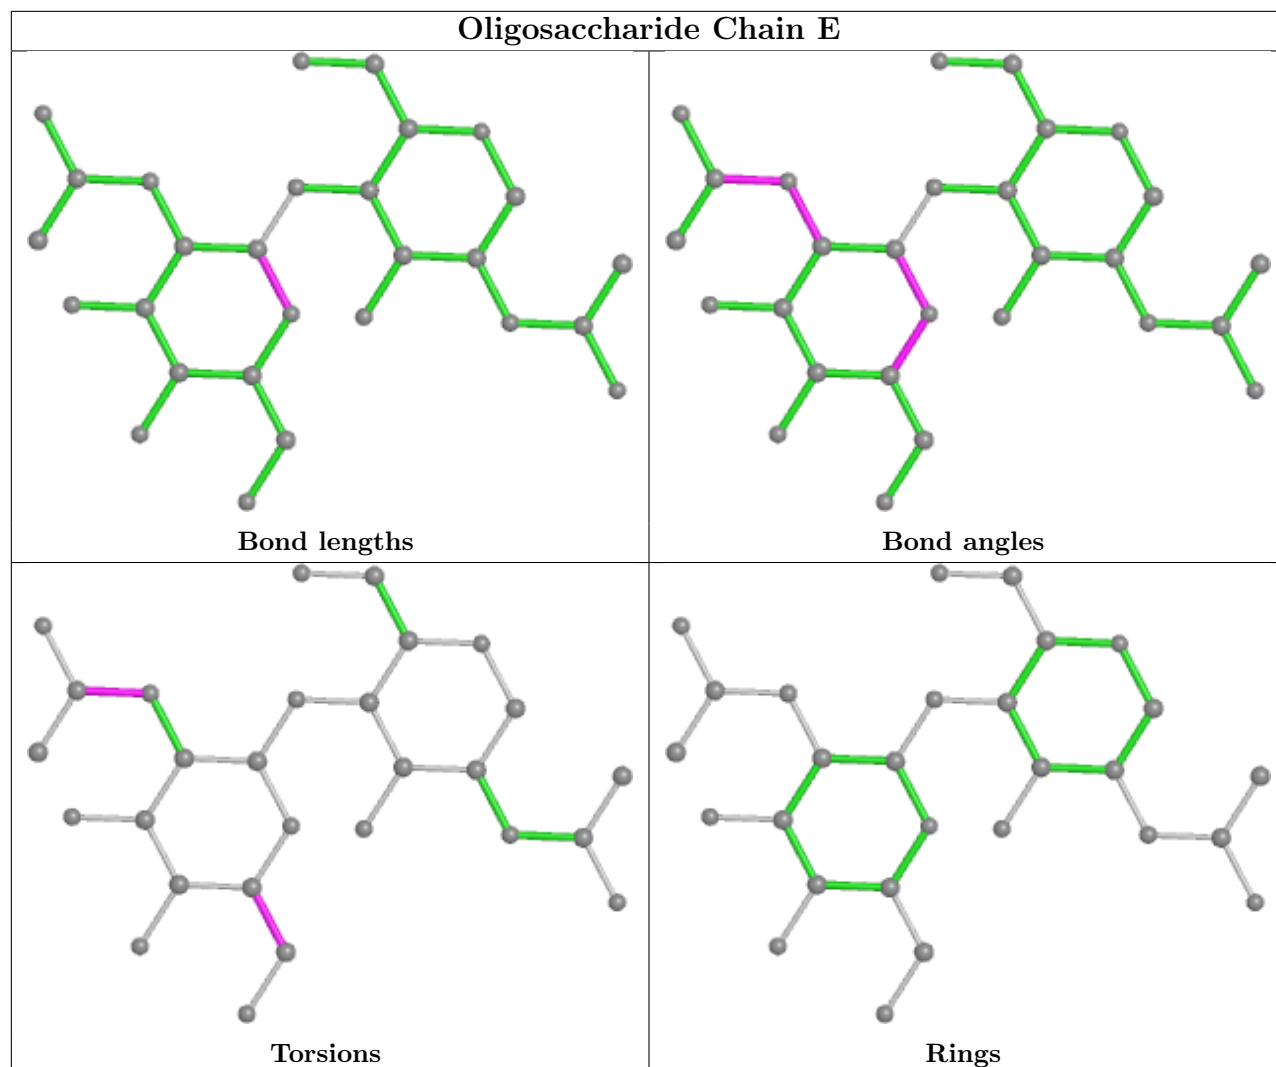 Oligosaccharide Chain E
Bond lengths
Bond angles
Torsions
Rings